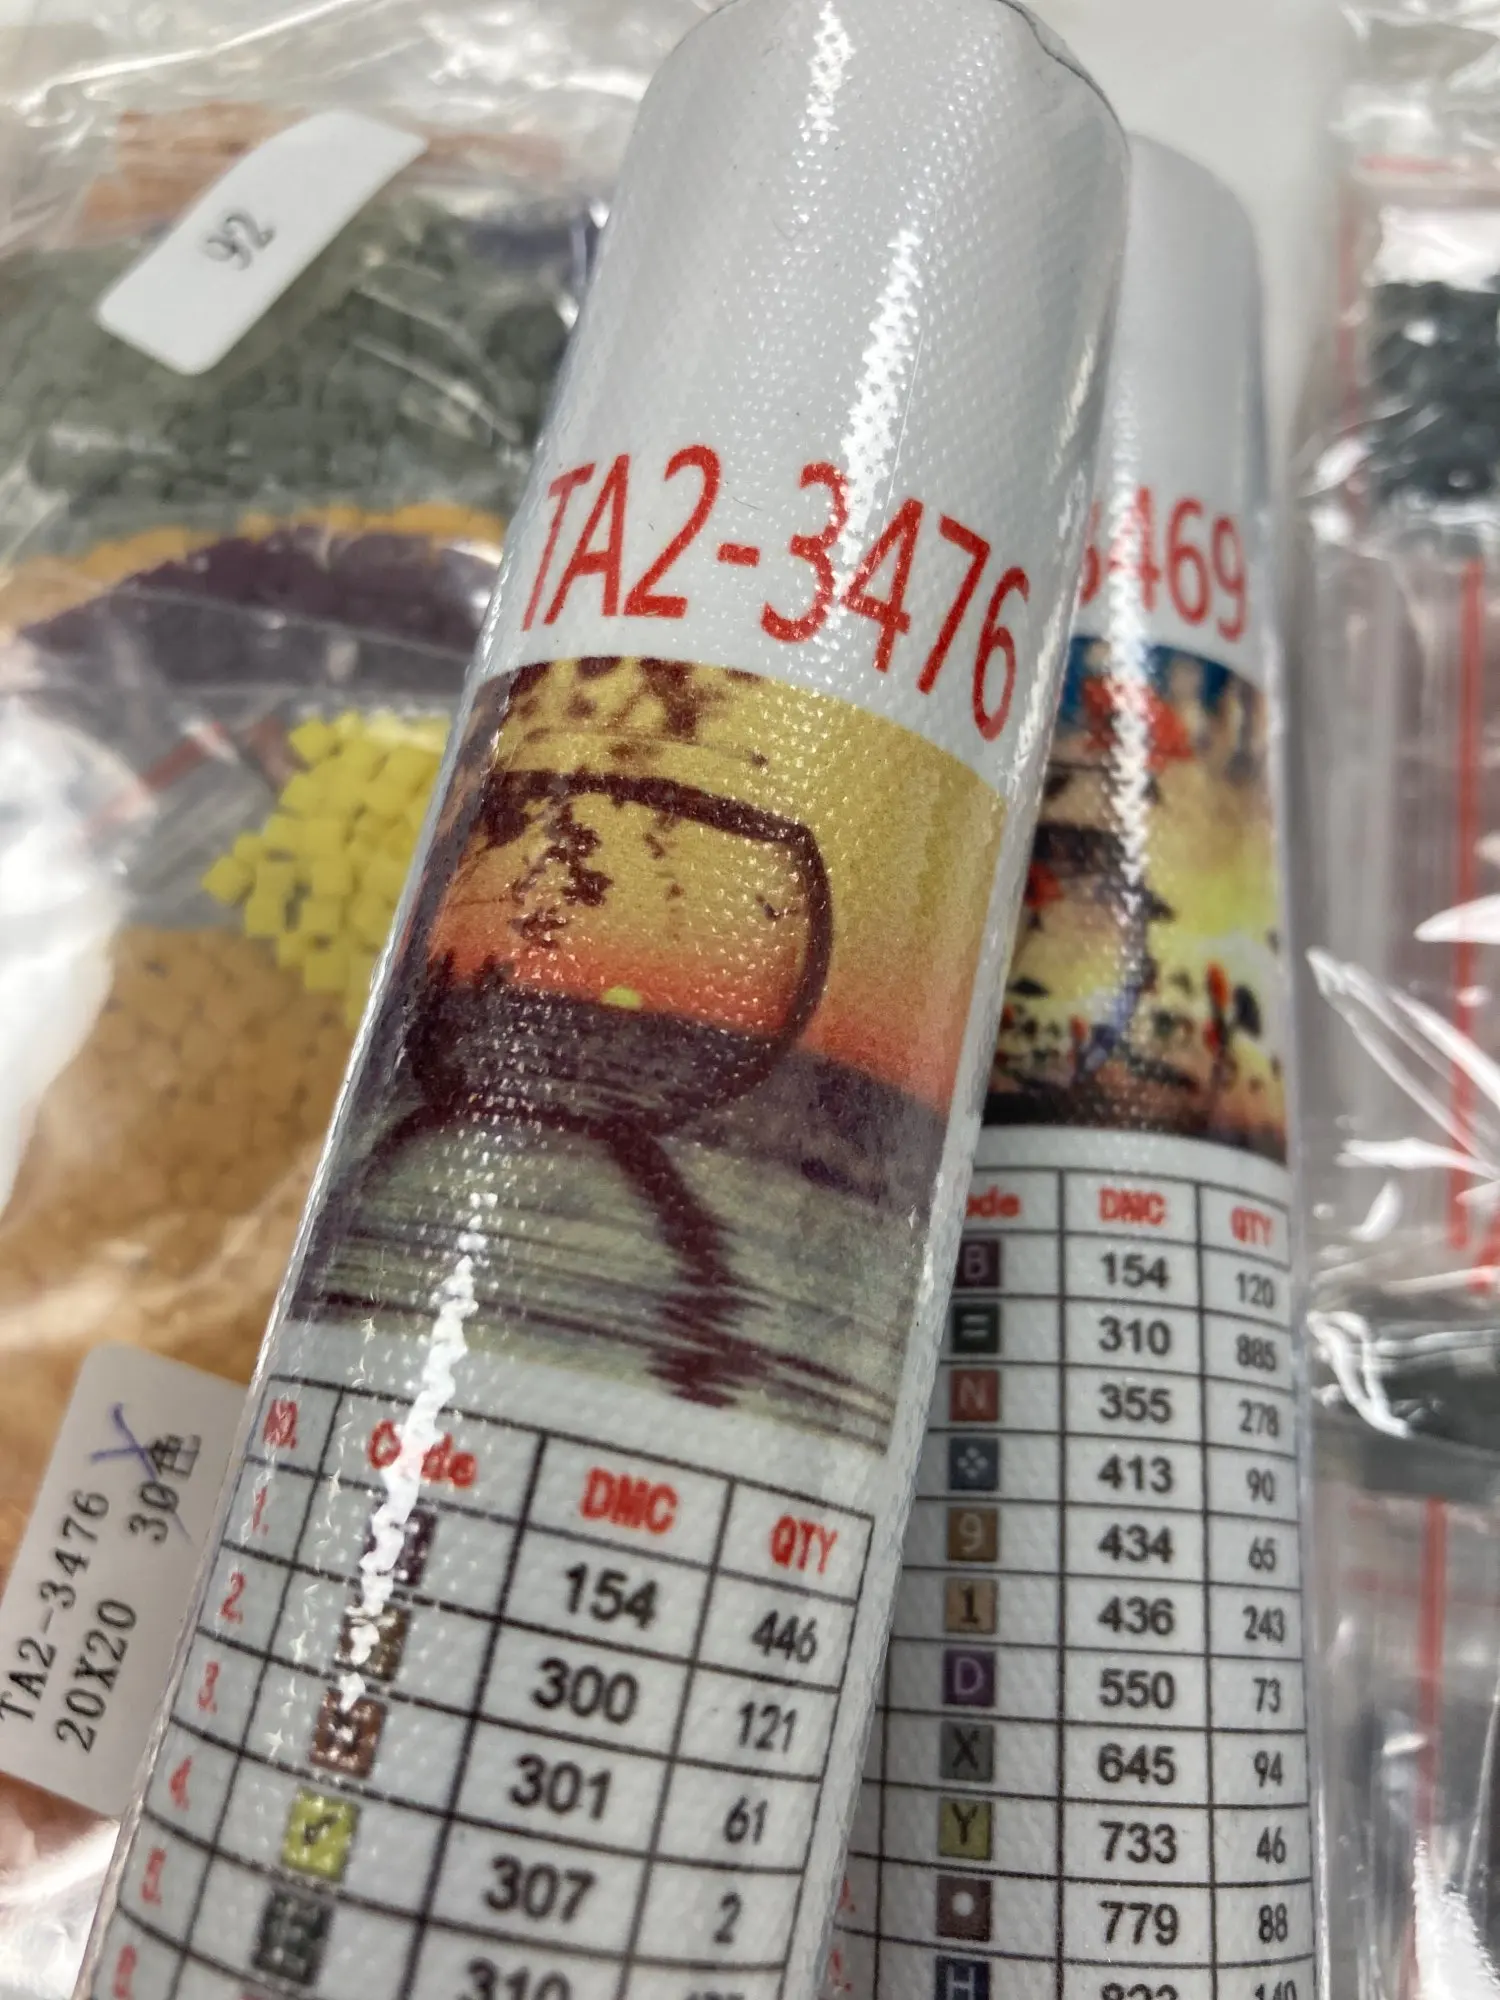 92
TA2-3476
NO. Code DMC QTY
1. 154 446
2. 300 121
3. 301 61
4. 307 2
5. 310
469
DMC QTY
B 154 120
= 310 885
N 355 278
413 90
9 434 65
1 436 243
D 550 73
X 645 94
Y 733 46
779 88
H
TA2-3476 30色
20X20